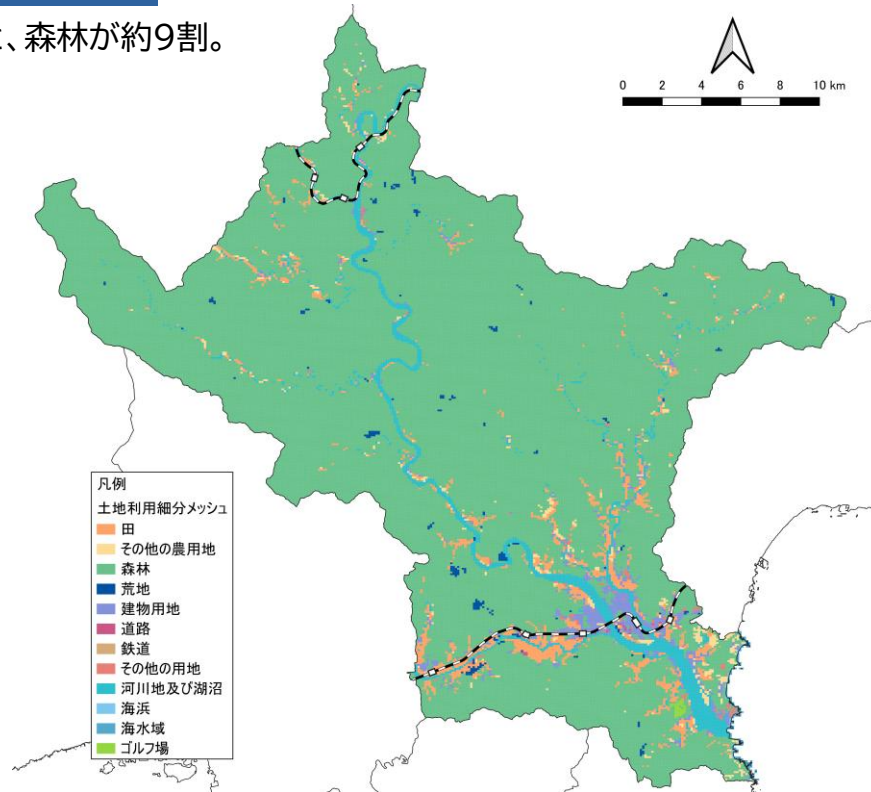 、森林が約9割。
0 2 4 6 8 10 km
凡例
土地利用細分メッシュ
田
その他の農用地
森林
荒地
建物用地
道路
鉄道
その他の用地
河川地及び湖沼
海浜
海水域
ゴルフ場